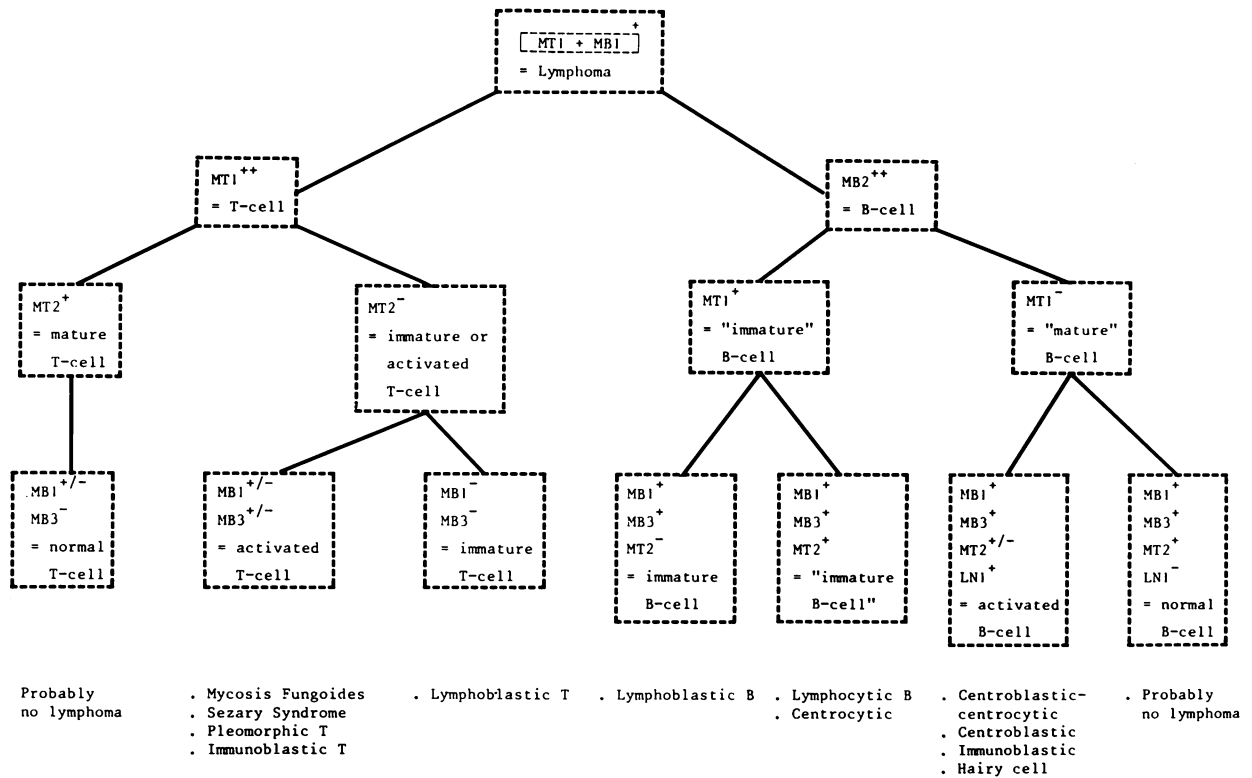 [MT1 + MB1]+
= Lymphoma
MT1++
= T-cell
MB2++
= B-cell
MT2+
= mature
T-cell
MT2-
= immature or
activated
T-cell
MT1+
= "immature"
B-cell
MT1-
= "mature"
B-cell
MB1+/-
MB3-
= normal
T-cell
MB1+/-
MB3+/-
= activated
T-cell
MB1-
MB3-
= immature
T-cell
MB1+
MB3+
MT2-
= immature
B-cell
MB1+
MB3+
MT2+
= "immature
B-cell"
MB1+
MB3+
MT2+/-
LN1+
= activated
B-cell
MB1+
MB3+
MT2+
LN1-
= normal
B-cell
Probably
no lymphoma
. Mycosis Fungoides
. Sezary Syndrome
. Pleomorphic T
. Immunoblastic T
. Lymphoblastic T
. Lymphoblastic B
. Lymphocytic B
. Centrocytic
. Centroblastic-
centrocytic
. Centroblastic
. Immunoblastic
. Hairy cell
. Probably
no lymphoma